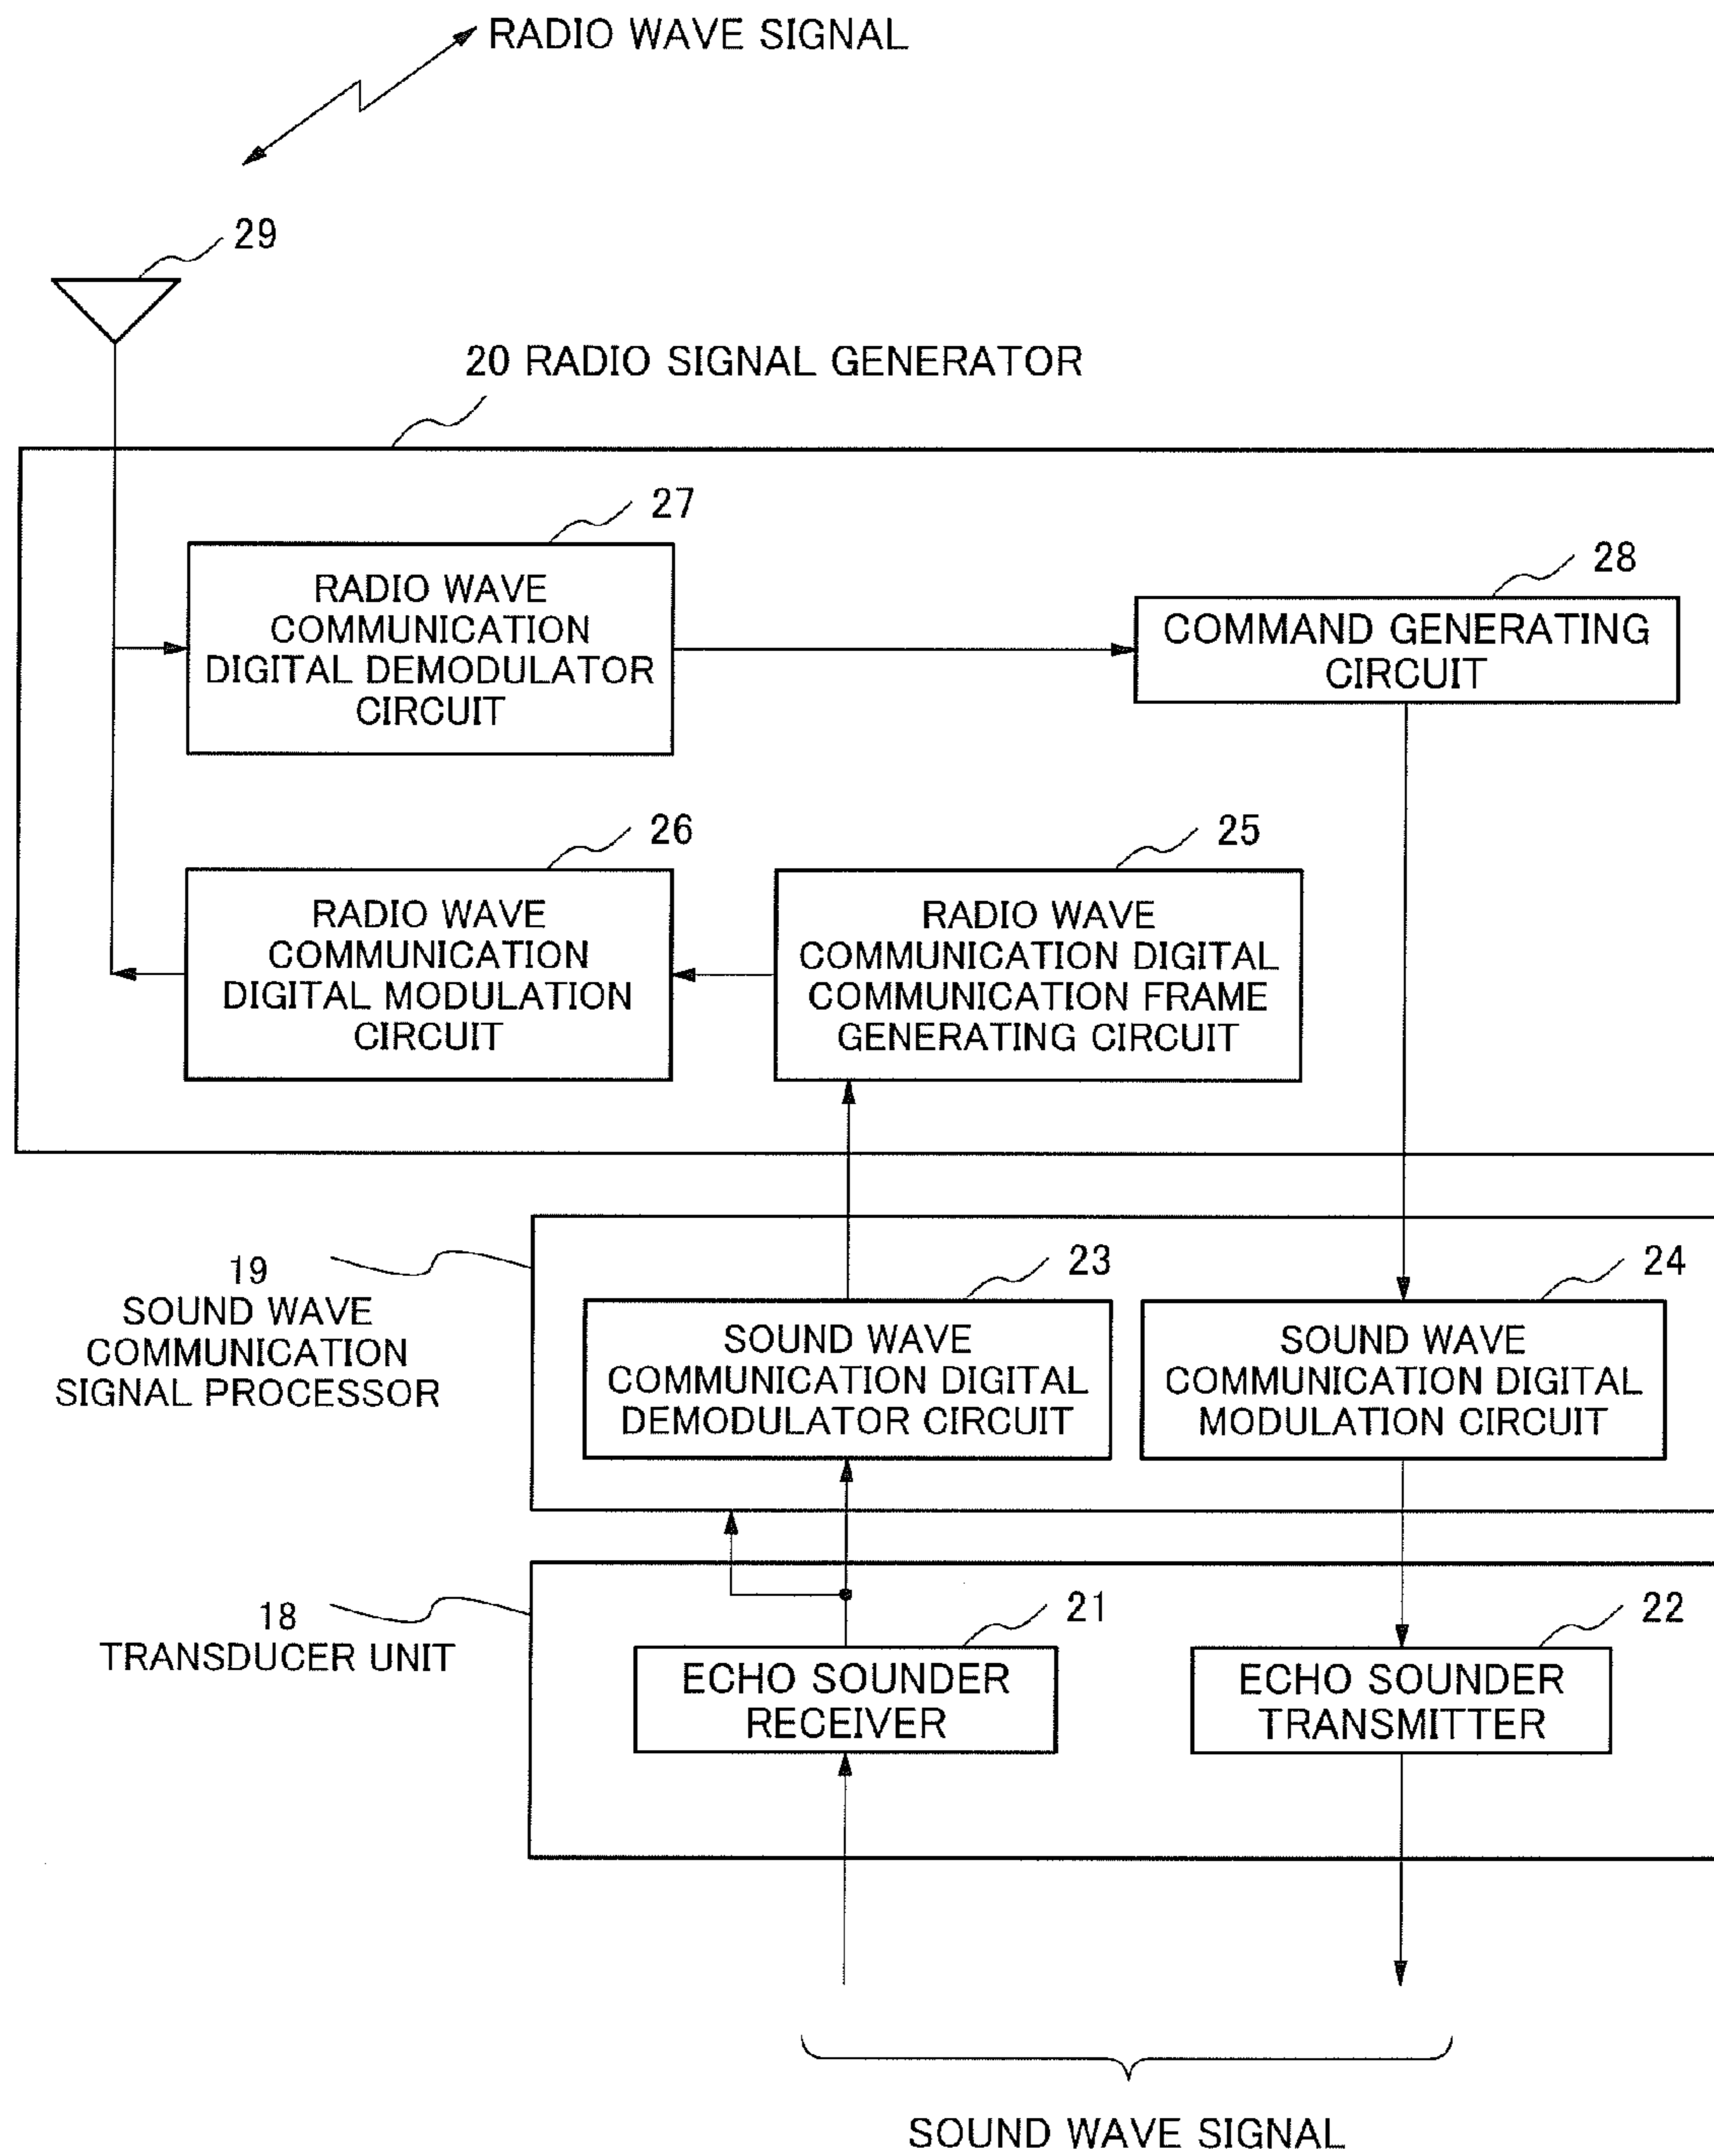 RADIO WAVE SIGNAL
29
20 RADIO SIGNAL GENERATOR
27
RADIO WAVE
COMMUNICATION
DIGITAL DEMODULATOR
CIRCUIT
28
COMMAND GENERATING
CIRCUIT
26
RADIO WAVE
COMMUNICATION
DIGITAL MODULATION
CIRCUIT
25
RADIO WAVE
COMMUNICATION DIGITAL
COMMUNICATION FRAME
GENERATING CIRCUIT
19
SOUND WAVE
COMMUNICATION
SIGNAL PROCESSOR
23
SOUND WAVE
COMMUNICATION DIGITAL
DEMODULATOR CIRCUIT
24
SOUND WAVE
COMMUNICATION DIGITAL
MODULATION CIRCUIT
18
TRANSDUCER UNIT
21
ECHO SOUNDER
RECEIVER
22
ECHO SOUNDER
TRANSMITTER
SOUND WAVE SIGNAL